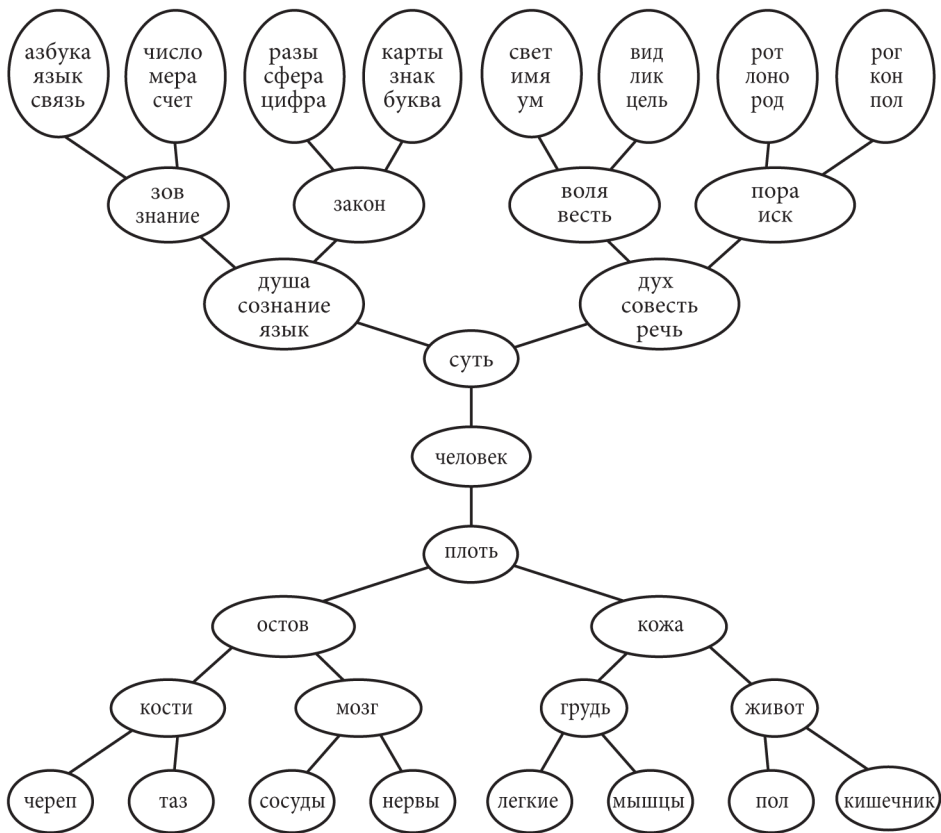 азбука
язык
связь
число
мера
счет
разы
сфера
цифра
карты
знак
буква
свет
имя
ум
вид
лик
цель
рот
лоно
род
рог
кон
пол
зов
знание
закон
воля
весть
пора
иск
душа
сознание
язык
дух
совесть
речь
суть
человек
плоть
остов
кожа
кости
мозг
грудь
живот
череп
таз
сосуды
нервы
легкие
мышцы
пол
кишечник